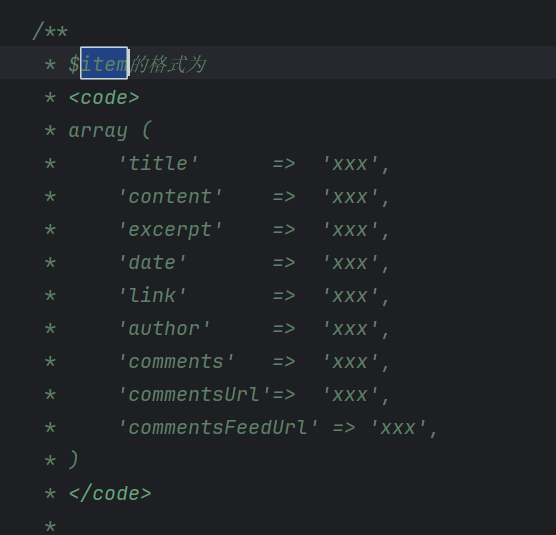 /**
 * $item的格式为
 * <code>
 * array (
 *     'title'      =>  'xxx',
 *     'content'    =>  'xxx',
 *     'excerpt'    =>  'xxx',
 *     'date'       =>  'xxx',
 *     'link'       =>  'xxx',
 *     'author'     =>  'xxx',
 *     'comments'   =>  'xxx',
 *     'commentsUrl'=>  'xxx',
 *     'commentsFeedUrl' => 'xxx',
 * )
 * </code>
 *